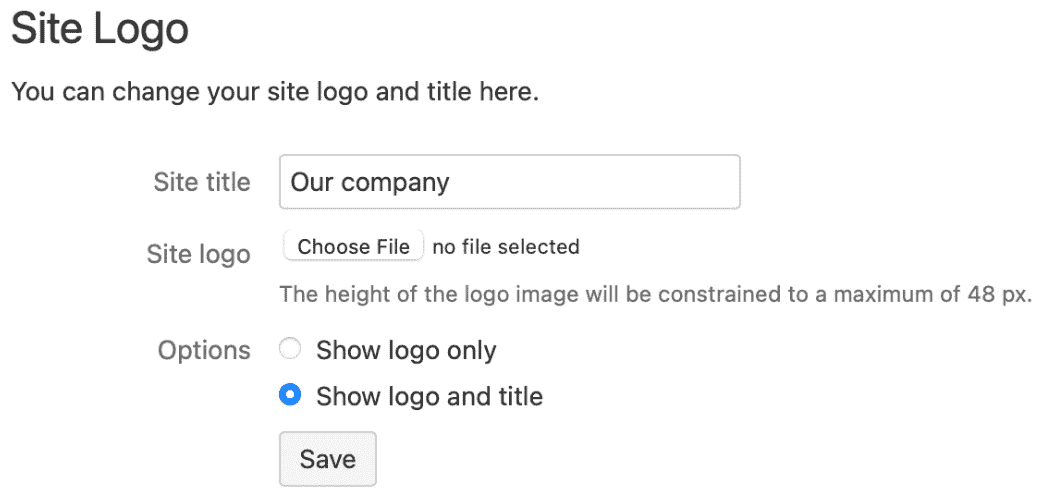 Site Logo
You can change your site logo and title here.
Site title Our company
Site logo Choose File no file selected
The height of the logo image will be constrained to a maximum of 48 px.
Options Show logo only
Show logo and title
Save